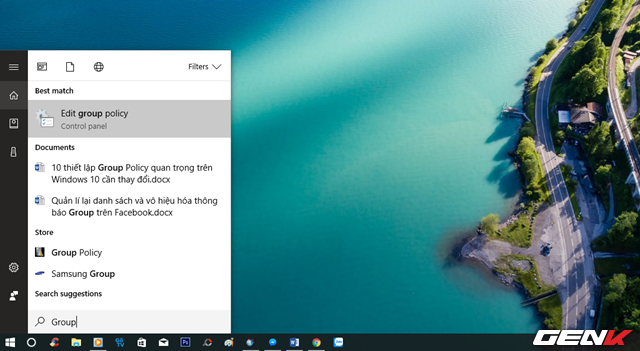 Filters
Best match
Edit group policy
Control panel
Documents
10 thiết lập Group Policy quan trọng trên
Windows 10 cần thay đổi.docx
Quản lí lại danh sách và vô hiệu hóa thông
báo Group trên Facebook.docx
Store
Group Policy
Samsung Group
Search suggestions
Group
GENK